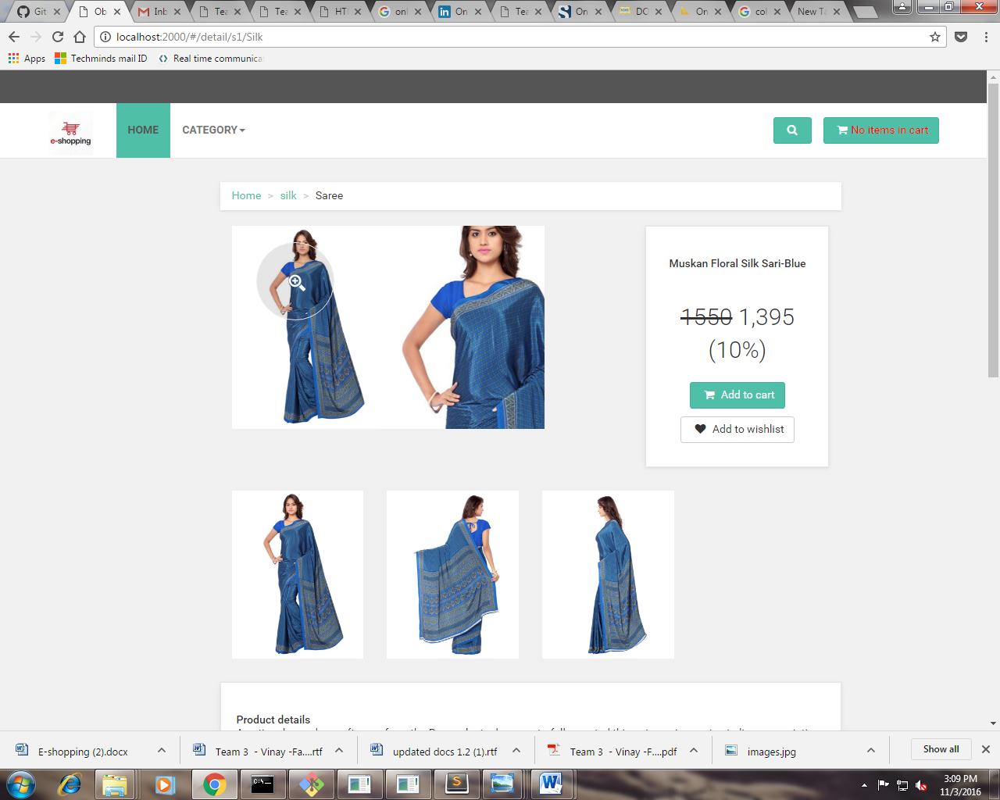 Git
Ob
Inb
Tea
Tea
HTI
onl
On
Tea
On
DO
On
col
New Ta
localhost:2000/#/detail/s1/Silk
Apps
Techminds mail ID
Real time communica
e-shopping
HOME
CATEGORY
No items in cart
Home > silk > Saree
Muskan Floral Silk Sari-Blue
1550 1,395
(10%)
Add to cart
Add to wishlist
Product details
E-shopping (2).docx
Team 3 - Vinay -Fa....rtf
updated docs 1.2 (1).rtf
Team 3 - Vinay -F....pdf
images.jpg
Show all
3:09 PM
11/3/2016